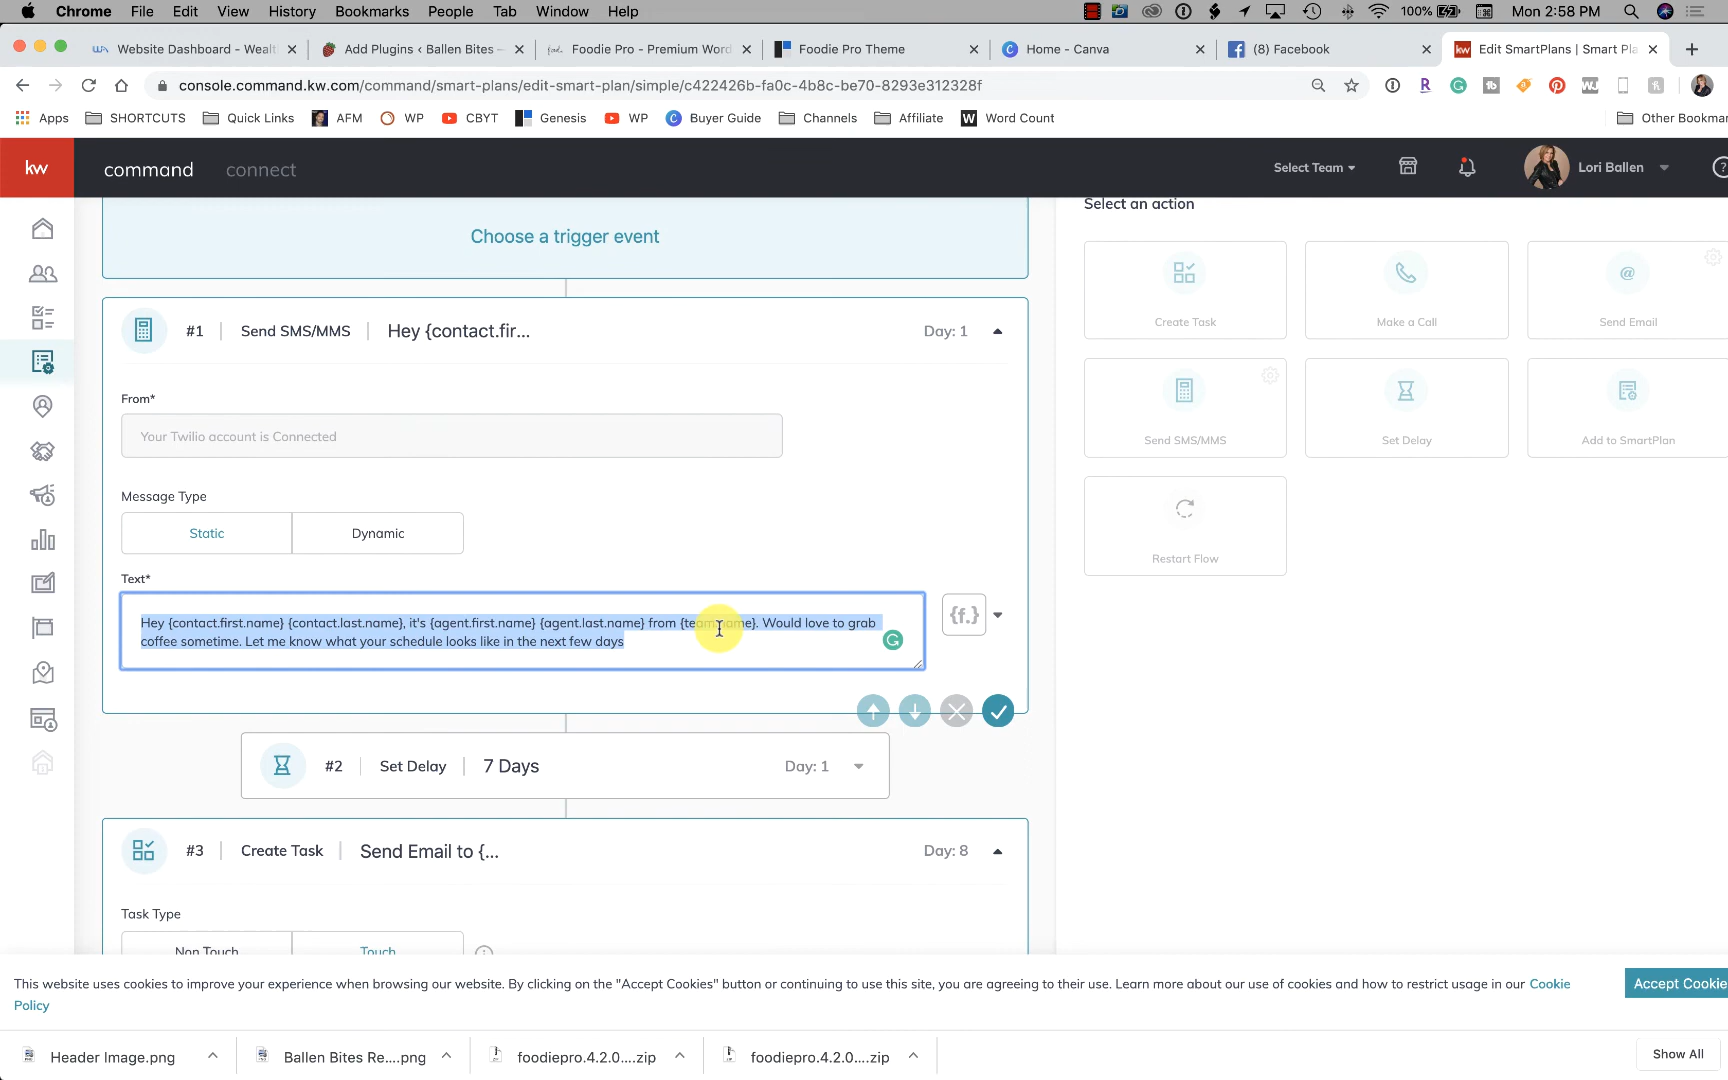 Chrome File Edit View History Bookmarks People Tab Window Help 100% Mon 2:58 PM
Website Dashboard - Wealt Add Plugins ‹ Ballen Bites — Foodie Pro - Premium Word Foodie Pro Theme Home - Canva (8) Facebook Edit SmartPlans | Smart Pla
console.command.kw.com/command/smart-plans/edit-smart-plan/simple/c422426b-fa0c-4b8c-be70-8293e312328f
Apps SHORTCUTS Quick Links AFM WP CBYT Genesis WP Buyer Guide Channels Affiliate Word Count Other Bookmar
kw command connect Select Team Lori Ballen
Select an action
Choose a trigger event
Create Task Make a Call Send Email
#1 Send SMS/MMS Hey {contact.fir... Day: 1
From*
Your Twilio account is Connected
Send SMS/MMS Set Delay Add to SmartPlan
Message Type
Static Dynamic
Restart Flow
Text*
Hey {contact.first.name} {contact.last.name}, it's {agent.first.name} {agent.last.name} from {team.name}. Would love to grab
coffee sometime. Let me know what your schedule looks like in the next few days
{f.}
#2 Set Delay 7 Days Day: 1
#3 Create Task Send Email to {... Day: 8
Task Type
Non Touch Touch
This website uses cookies to improve your experience when browsing our website. By clicking on the "Accept Cookies" button or continuing to use this site, you are agreeing to their use. Learn more about our use of cookies and how to restrict usage in our Cookie
Policy
Accept Cookie
Header Image.png Ballen Bites Re....png foodiepro.4.2.0....zip foodiepro.4.2.0....zip Show All